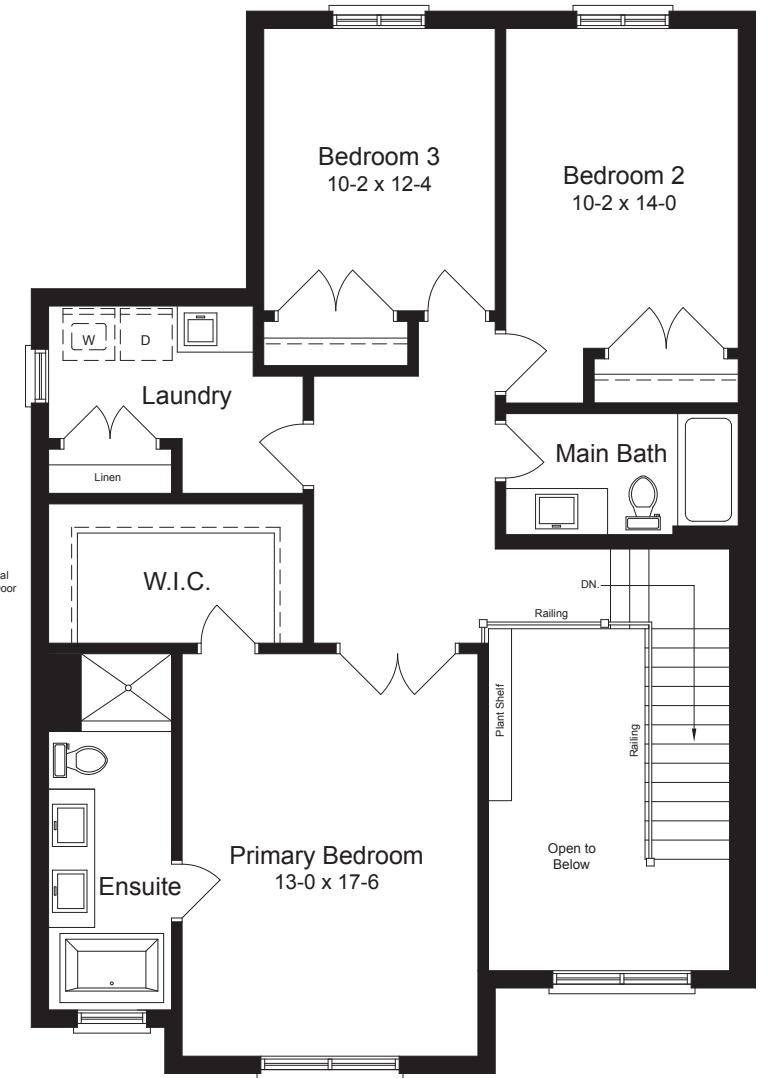 Bedroom 3
10-2 x 12-4
Bedroom 2
10-2 x 14-0
W
D
Laundry
Linen
Main Bath
W.I.C.
DN.
Railing
Plant Shelf
Railing
Open to
Below
Primary Bedroom
13-0 x 17-6
Ensuite